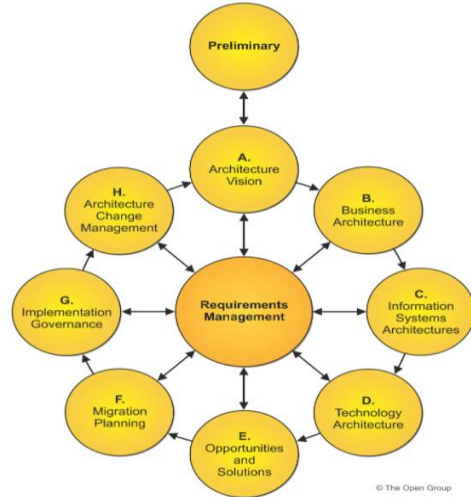 Preliminary
A.
Architecture
Vision
B.
Business
Architecture
C.
Information
Systems
Architectures
D.
Technology
Architecture
E.
Opportunities
and
Solutions
F.
Migration
Planning
G.
Implementation
Governance
H.
Architecture
Change
Management
Requirements
Management
© The Open Group